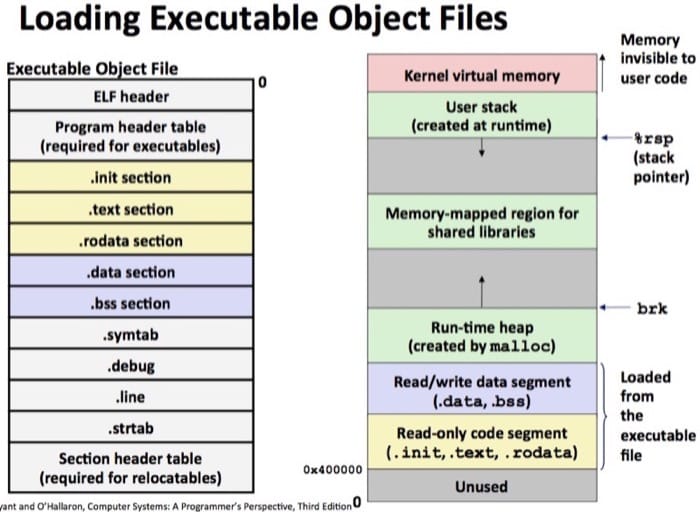 Loading Executable Object Files
Executable Object File
0
ELF header
Program header table
(required for executables)
.init section
.text section
.rodata section
.data section
.bss section
.symtab
.debug
.line
.strtab
Section header table
(required for relocatables)
Kernel virtual memory
User stack
(created at runtime)
Memory-mapped region for
shared libraries
Run-time heap
(created by malloc)
Read/write data segment
(.data, .bss)
Read-only code segment
(.init, .text, .rodata)
Unused
0x400000
0
Memory
invisible to
user code
%rsp
(stack
pointer)
brk
Loaded
from
the
executable
file
and O'Hallaron, Computer Systems: A Programmer's Perspective, Third Edition